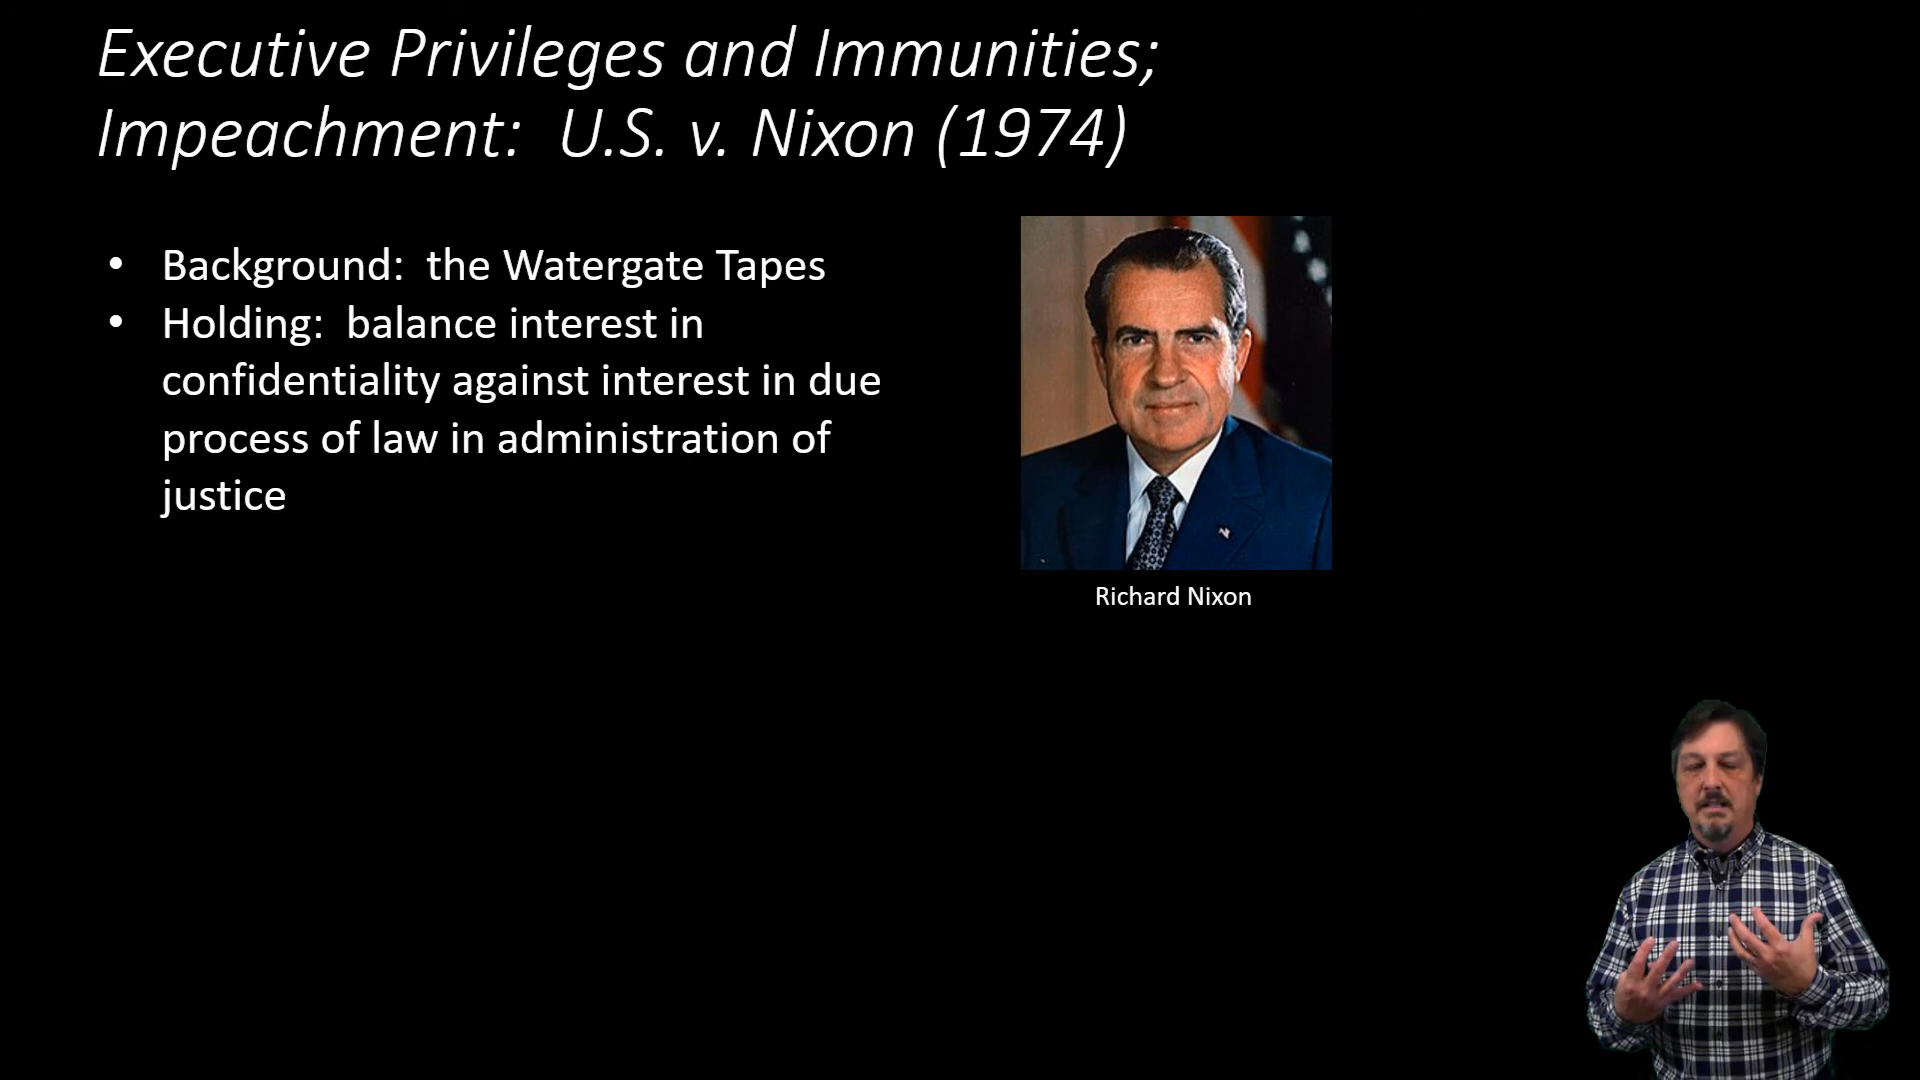 Executive Privileges and Immunities;
Impeachment: U.S. v. Nixon (1974)
• Background: the Watergate Tapes
• Holding: balance interest in
confidentiality against interest in due
process of law in administration of
justice
Richard Nixon